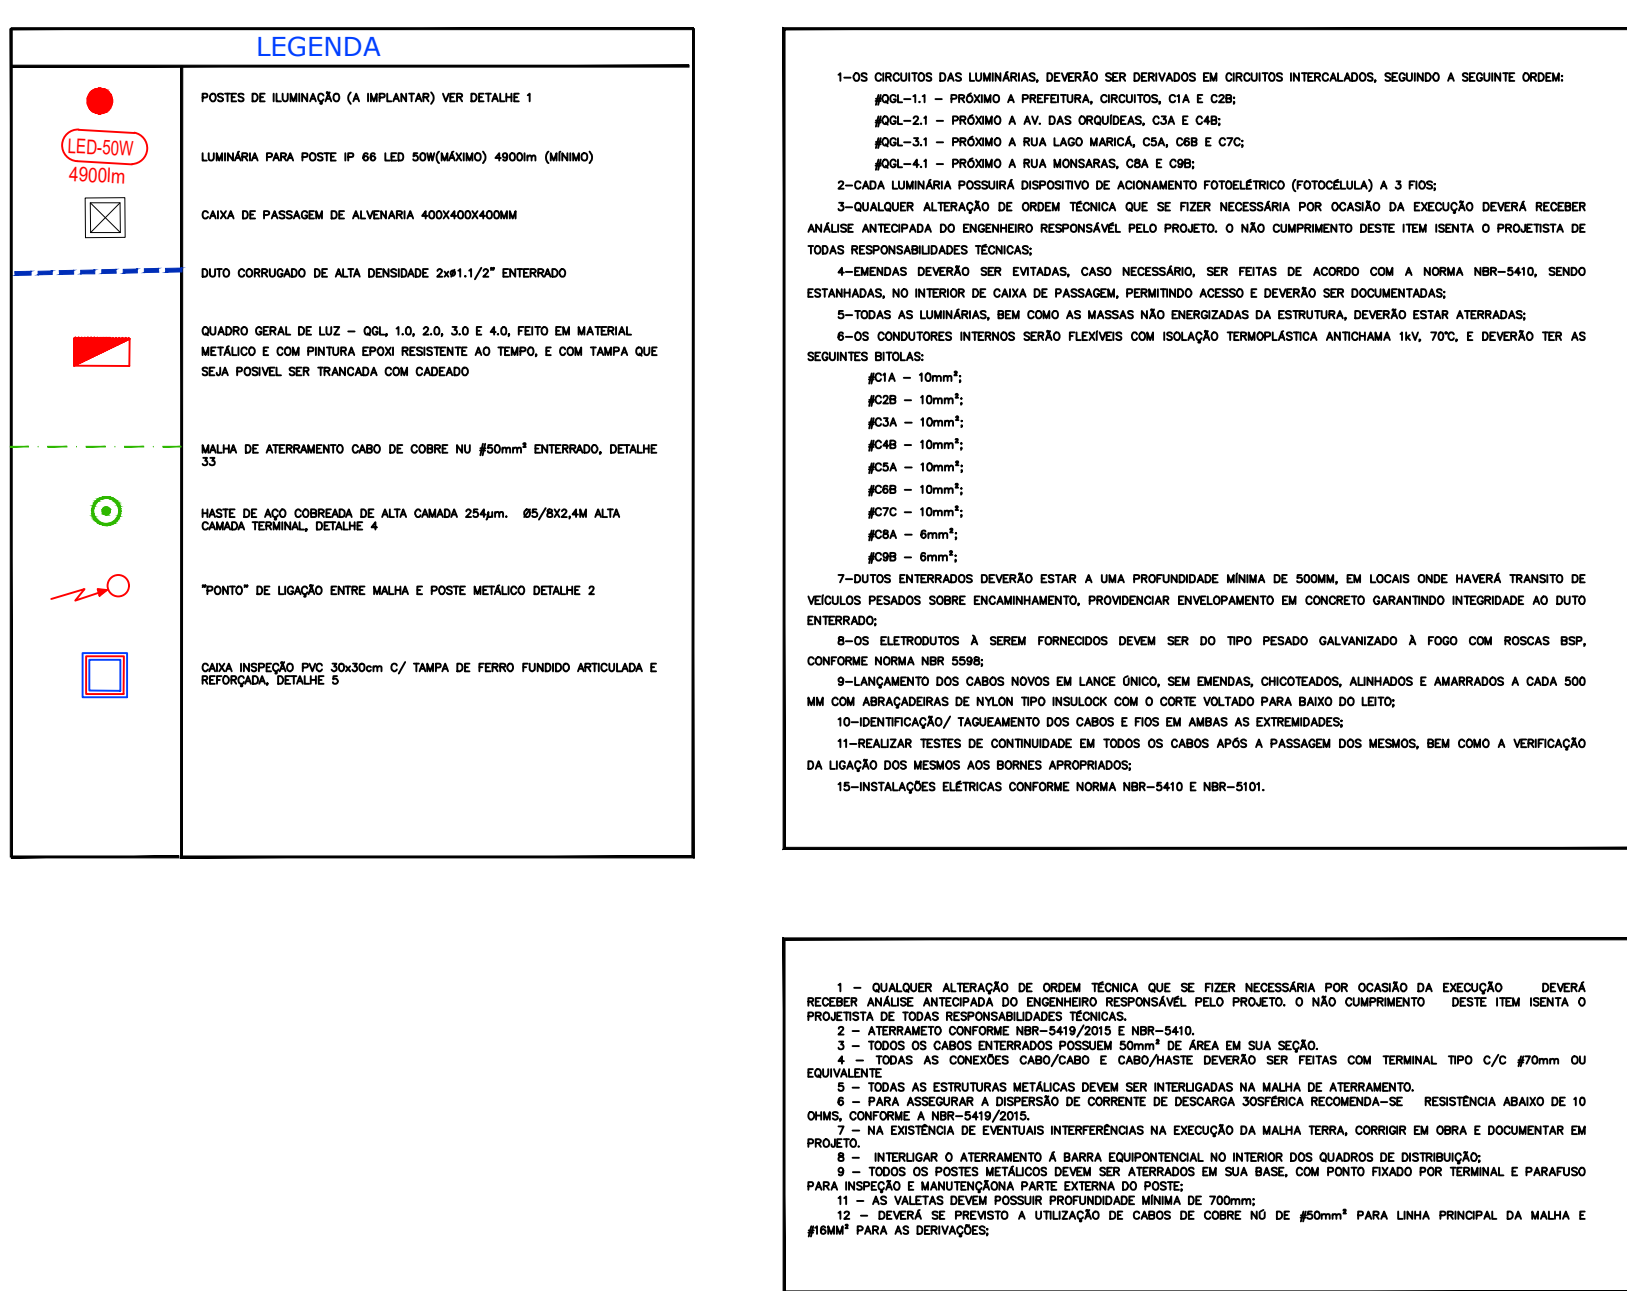 LEGENDA
POSTES DE ILUMINAÇÃO (A IMPLANTAR) VER DETALHE 1
LED-50W
4900lm
LUMINÁRIA PARA POSTE IP 66 LED 50W(MÁXIMO) 4900lm (MÍNIMO)
CAIXA DE PASSAGEM DE ALVENARIA 400X400X400MM
DUTO CORRUGADO DE ALTA DENSIDADE 2xø1.1/2" ENTERRADO
QUADRO GERAL DE LUZ – QGL, 1.0, 2.0, 3.0 E 4.0, FEITO EM MATERIAL
METÁLICO E COM PINTURA EPOXI RESISTENTE AO TEMPO, E COM TAMPA QUE
SEJA POSIVEL SER TRANCADA COM CADEADO
MALHA DE ATERRAMENTO CABO DE COBRE NU #50mm² ENTERRADO, DETALHE
33
HASTE DE AÇO COBREADA DE ALTA CAMADA 254µm. Ø5/8X2,4M ALTA
CAMADA TERMINAL, DETALHE 4
"PONTO" DE LIGAÇÃO ENTRE MALHA E POSTE METÁLICO DETALHE 2
CAIXA INSPEÇÃO PVC 30x30cm C/ TAMPA DE FERRO FUNDIDO ARTICULADA E
REFORÇADA, DETALHE 5
1–OS CIRCUITOS DAS LUMINÁRIAS, DEVERÃO SER DERIVADOS EM CIRCUITOS INTERCALADOS, SEGUINDO A SEGUINTE ORDEM:
#QGL–1.1 – PRÓXIMO A PREFEITURA, CIRCUITOS, C1A E C2B;
#QGL–2.1 – PRÓXIMO A AV. DAS ORQUÍDEAS, C3A E C4B;
#QGL–3.1 – PRÓXIMO A RUA LAGO MARICÁ, C5A, C6B E C7C;
#QGL–4.1 – PRÓXIMO A RUA MONSARAS, C8A E C9B;
2–CADA LUMINÁRIA POSSUIRÁ DISPOSITIVO DE ACIONAMENTO FOTOELÉTRICO (FOTOCÉLULA) A 3 FIOS;
3–QUALQUER ALTERAÇÃO DE ORDEM TÉCNICA QUE SE FIZER NECESSÁRIA POR OCASIÃO DA EXECUÇÃO DEVERÁ RECEBER
ANÁLISE ANTECIPADA DO ENGENHEIRO RESPONSÁVÉL PELO PROJETO. O NÃO CUMPRIMENTO DESTE ITEM ISENTA O PROJETISTA DE
TODAS RESPONSABILIDADES TÉCNICAS;
4–EMENDAS DEVERÃO SER EVITADAS, CASO NECESSÁRIO, SER FEITAS DE ACORDO COM A NORMA NBR–5410, SENDO
ESTANHADAS, NO INTERIOR DE CAIXA DE PASSAGEM, PERMITINDO ACESSO E DEVERÃO SER DOCUMENTADAS;
5–TODAS AS LUMINÁRIAS, BEM COMO AS MASSAS NÃO ENERGIZADAS DA ESTRUTURA, DEVERÃO ESTAR ATERRADAS;
6–OS CONDUTORES INTERNOS SERÃO FLEXÍVEIS COM ISOLAÇÃO TERMOPLÁSTICA ANTICHAMA 1kV, 70°C, E DEVERÃO TER AS
SEGUINTES BITOLAS:
#C1A – 10mm²;
#C2B – 10mm²;
#C3A – 10mm²;
#C4B – 10mm²;
#C5A – 10mm²;
#C6B – 10mm²;
#C7C – 10mm²;
#C8A – 6mm²;
#C9B – 6mm²;
7–DUTOS ENTERRADOS DEVERÃO ESTAR A UMA PROFUNDIDADE MÍNIMA DE 500MM, EM LOCAIS ONDE HAVERÁ TRANSITO DE
VEÍCULOS PESADOS SOBRE ENCAMINHAMENTO, PROVIDENCIAR ENVELOPAMENTO EM CONCRETO GARANTINDO INTEGRIDADE AO DUTO
ENTERRADO;
8–OS ELETRODUTOS À SEREM FORNECIDOS DEVEM SER DO TIPO PESADO GALVANIZADO À FOGO COM ROSCAS BSP,
CONFORME NORMA NBR 5598;
9–LANÇAMENTO DOS CABOS NOVOS EM LANCE ÚNICO, SEM EMENDAS, CHICOTEADOS, ALINHADOS E AMARRADOS A CADA 500
MM COM ABRAÇADEIRAS DE NYLON TIPO INSULOCK COM O CORTE VOLTADO PARA BAIXO DO LEITO;
10–IDENTIFICAÇÃO/ TAGUEAMENTO DOS CABOS E FIOS EM AMBAS AS EXTREMIDADES;
11–REALIZAR TESTES DE CONTINUIDADE EM TODOS OS CABOS APÓS A PASSAGEM DOS MESMOS, BEM COMO A VERIFICAÇÃO
DA LIGAÇÃO DOS MESMOS AOS BORNES APROPRIADOS;
15–INSTALAÇÕES ELÉTRICAS CONFORME NORMA NBR–5410 E NBR–5101.
1 – QUALQUER ALTERAÇÃO DE ORDEM TÉCNICA QUE SE FIZER NECESSÁRIA POR OCASIÃO DA EXECUÇÃO DEVERÁ
RECEBER ANÁLISE ANTECIPADA DO ENGENHEIRO RESPONSÁVÉL PELO PROJETO. O NÃO CUMPRIMENTO DESTE ITEM ISENTA O
PROJETISTA DE TODAS RESPONSABILIDADES TÉCNICAS.
2 – ATERRAMETO CONFORME NBR–5419/2015 E NBR–5410.
3 – TODOS OS CABOS ENTERRADOS POSSUEM 50mm² DE ÁREA EM SUA SEÇÃO.
4 – TODAS AS CONEXÕES CABO/CABO E CABO/HASTE DEVERÃO SER FEITAS COM TERMINAL TIPO C/C #70mm OU
EQUIVALENTE
5 – TODAS AS ESTRUTURAS METÁLICAS DEVEM SER INTERLIGADAS NA MALHA DE ATERRAMENTO.
6 – PARA ASSEGURAR A DISPERSÃO DE CORRENTE DE DESCARGA 3OSFÉRICA RECOMENDA–SE RESISTÊNCIA ABAIXO DE 10
OHMS, CONFORME A NBR–5419/2015.
7 – NA EXISTÊNCIA DE EVENTUAIS INTERFERÊNCIAS NA EXECUÇÃO DA MALHA TERRA, CORRIGIR EM OBRA E DOCUMENTAR EM
PROJETO.
8 – INTERLIGAR O ATERRAMENTO Á BARRA EQUIPONTENCIAL NO INTERIOR DOS QUADROS DE DISTRIBUIÇÃO;
9 – TODOS OS POSTES METÁLICOS DEVEM SER ATERRADOS EM SUA BASE, COM PONTO FIXADO POR TERMINAL E PARAFUSO
PARA INSPEÇÃO E MANUTENÇÃONA PARTE EXTERNA DO POSTE;
11 – AS VALETAS DEVEM POSSUIR PROFUNDIDADE MÍNIMA DE 700mm;
12 – DEVERÁ SE PREVISTO A UTILIZAÇÃO DE CABOS DE COBRE NÚ DE #50mm² PARA LINHA PRINCIPAL DA MALHA E
#16MM² PARA AS DERIVAÇÕES;